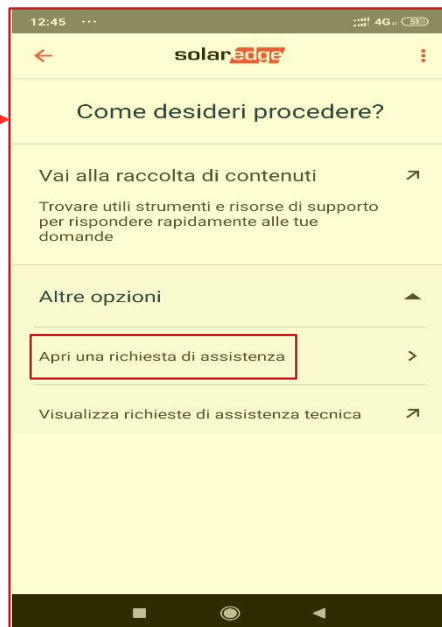 12:45 ... 4G 51
solaredge
Come desideri procedere?
Vai alla raccolta di contenuti
Trovare utili strumenti e risorse di supporto
per rispondere rapidamente alle tue
domande
Altre opzioni
Apri una richiesta di assistenza
Visualizza richieste di assistenza tecnica